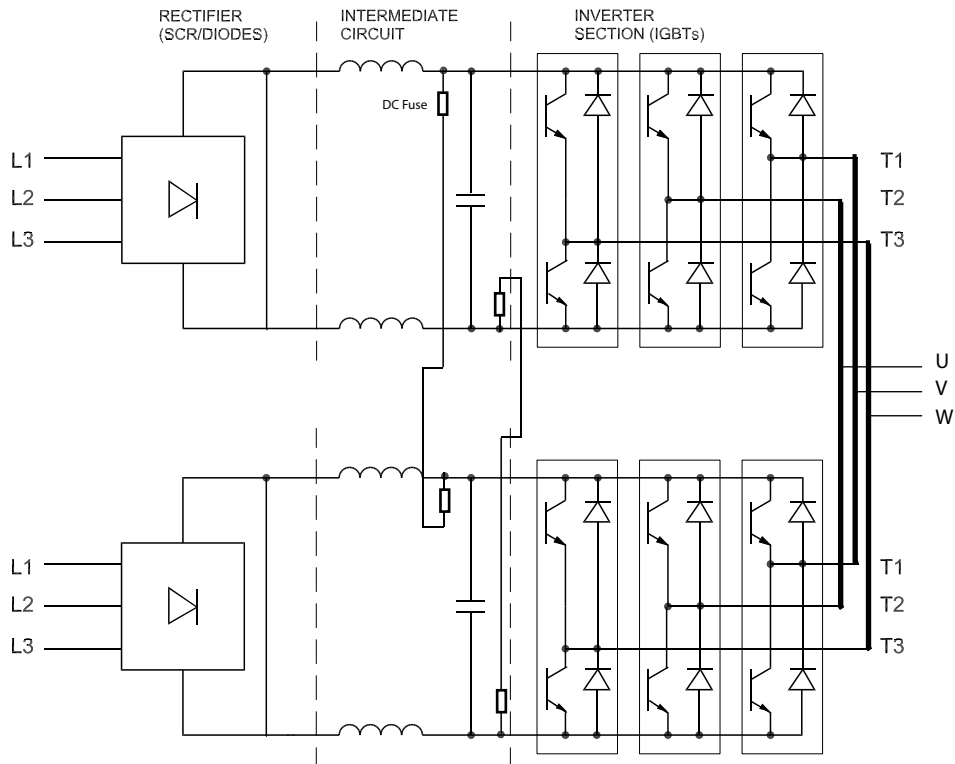 RECTIFIER
(SCR/DIODES)
INTERMEDIATE
CIRCUIT
INVERTER
SECTION (IGBTs)
DC Fuse
L1
L2
L3
T1
T2
T3
U
V
W
L1
L2
L3
T1
T2
T3